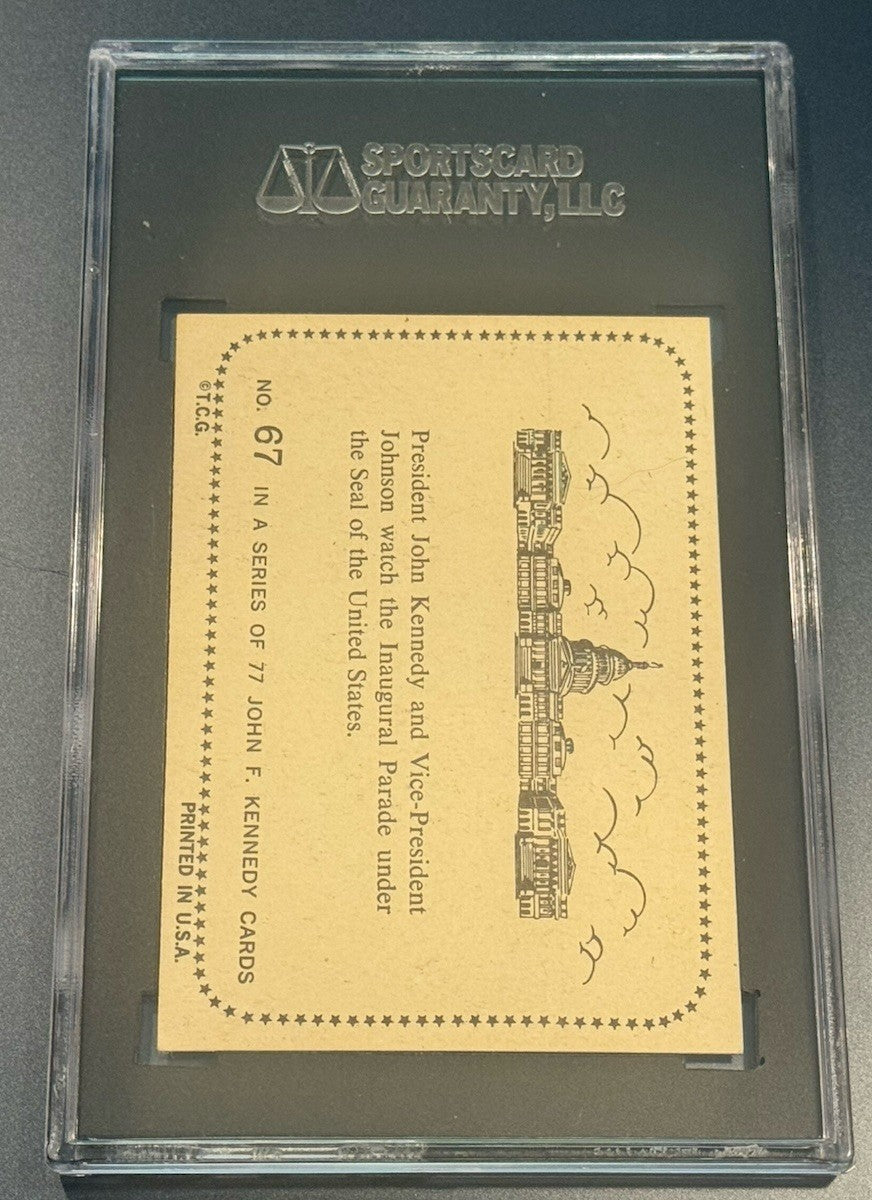 SPORTSCARD
GUARANTY, LLC
President John Kennedy and Vice-President
Johnson watch the Inaugural Parade under
the Seal of the United States.
NO. 67 IN A SERIES OF 77 JOHN F. KENNEDY CARDS
©T.C.G.
PRINTED IN U.S.A.